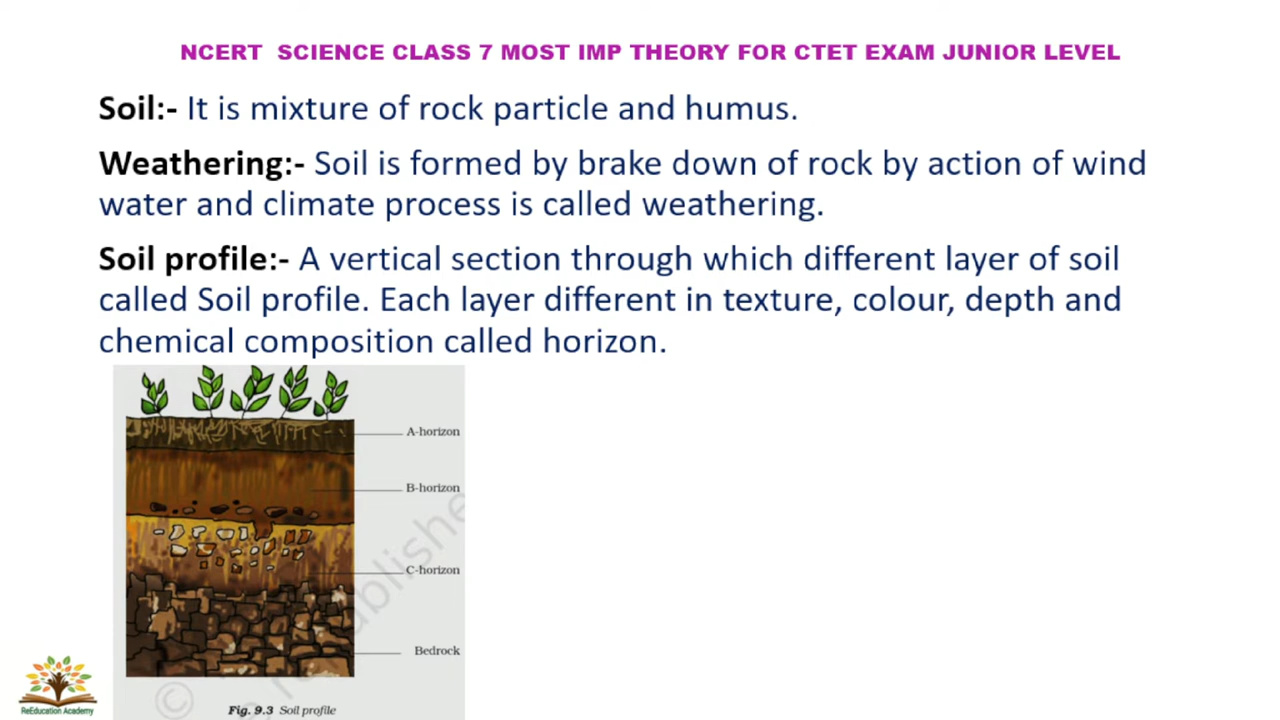 NCERT SCIENCE CLASS 7 MOST IMP THEORY FOR CTET EXAM JUNIOR LEVEL
Soil:- It is mixture of rock particle and humus.
Weathering:- Soil is formed by brake down of rock by action of wind
water and climate process is called weathering.
Soil profile:- A vertical section through which different layer of soil
called Soil profile. Each layer different in texture, colour, depth and
chemical composition called horizon.
A-horizon
B-horizon
C-horizon
Bedrock
Fig. 9.3 Soil profile
ReEducation Academy